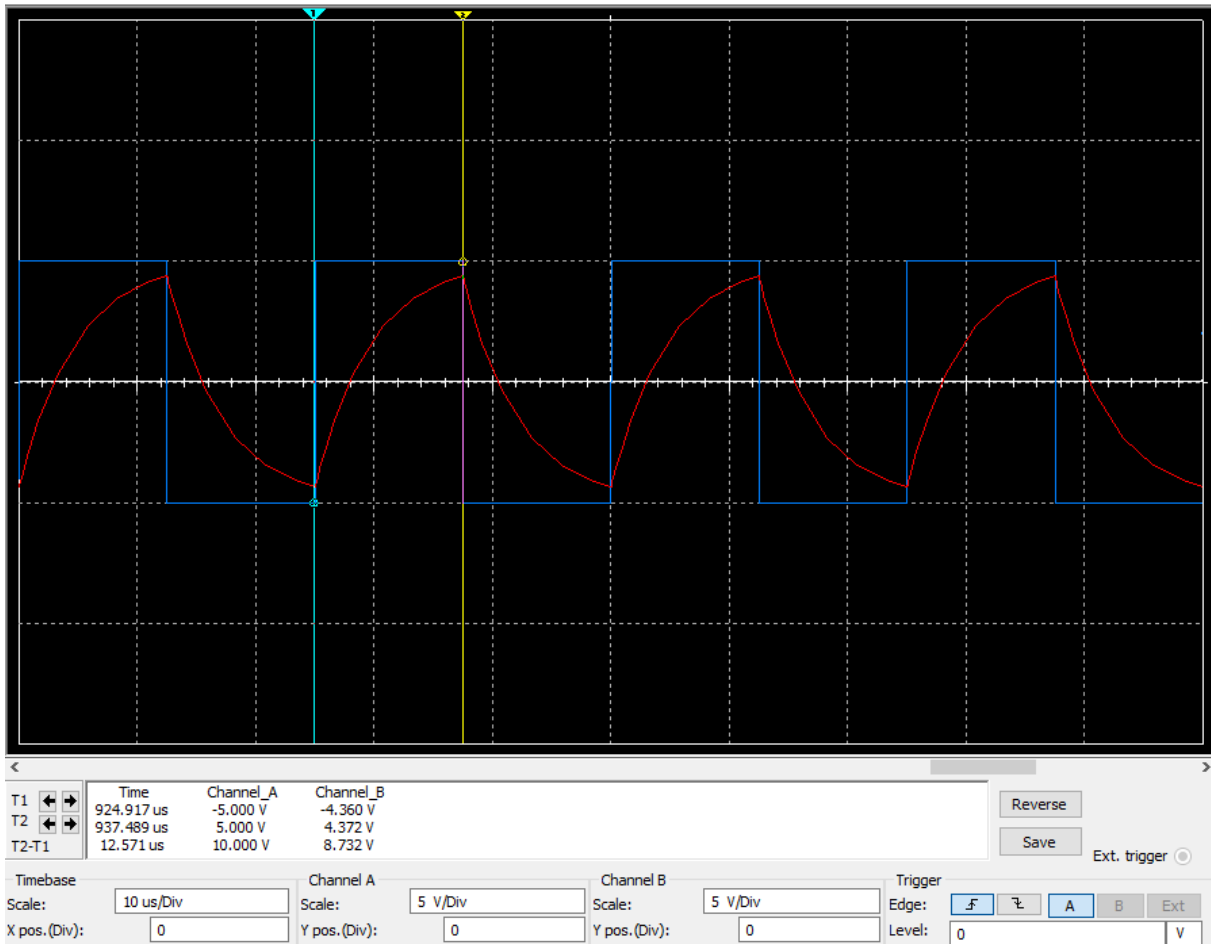 1 2
T1 Time Channel_A Channel_B
924.917 us -5.000 V -4.360 V
T2 937.489 us 5.000 V 4.372 V
T2-T1 12.571 us 10.000 V 8.732 V
Reverse
Save
Ext. trigger
Timebase
Scale: 10 us/Div
X pos.(Div): 0
Channel A
Scale: 5 V/Div
Y pos.(Div): 0
Channel B
Scale: 5 V/Div
Y pos.(Div): 0
Trigger
Edge: A B Ext
Level: 0 V